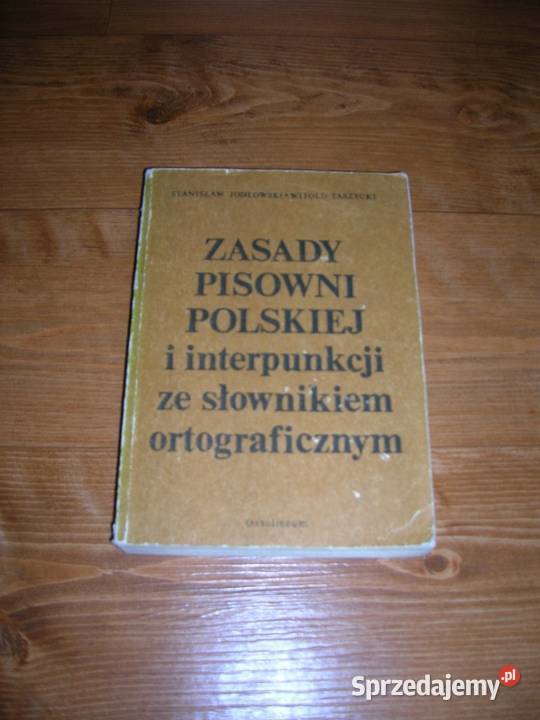 STANISŁAW JODŁOWSKI • WITOLD TASZYCKI
ZASADY
PISOWNI
POLSKIEJ
i interpunkcji
ze słownikiem
ortograficznym
Ossolineum
Sprzedajemy.pl